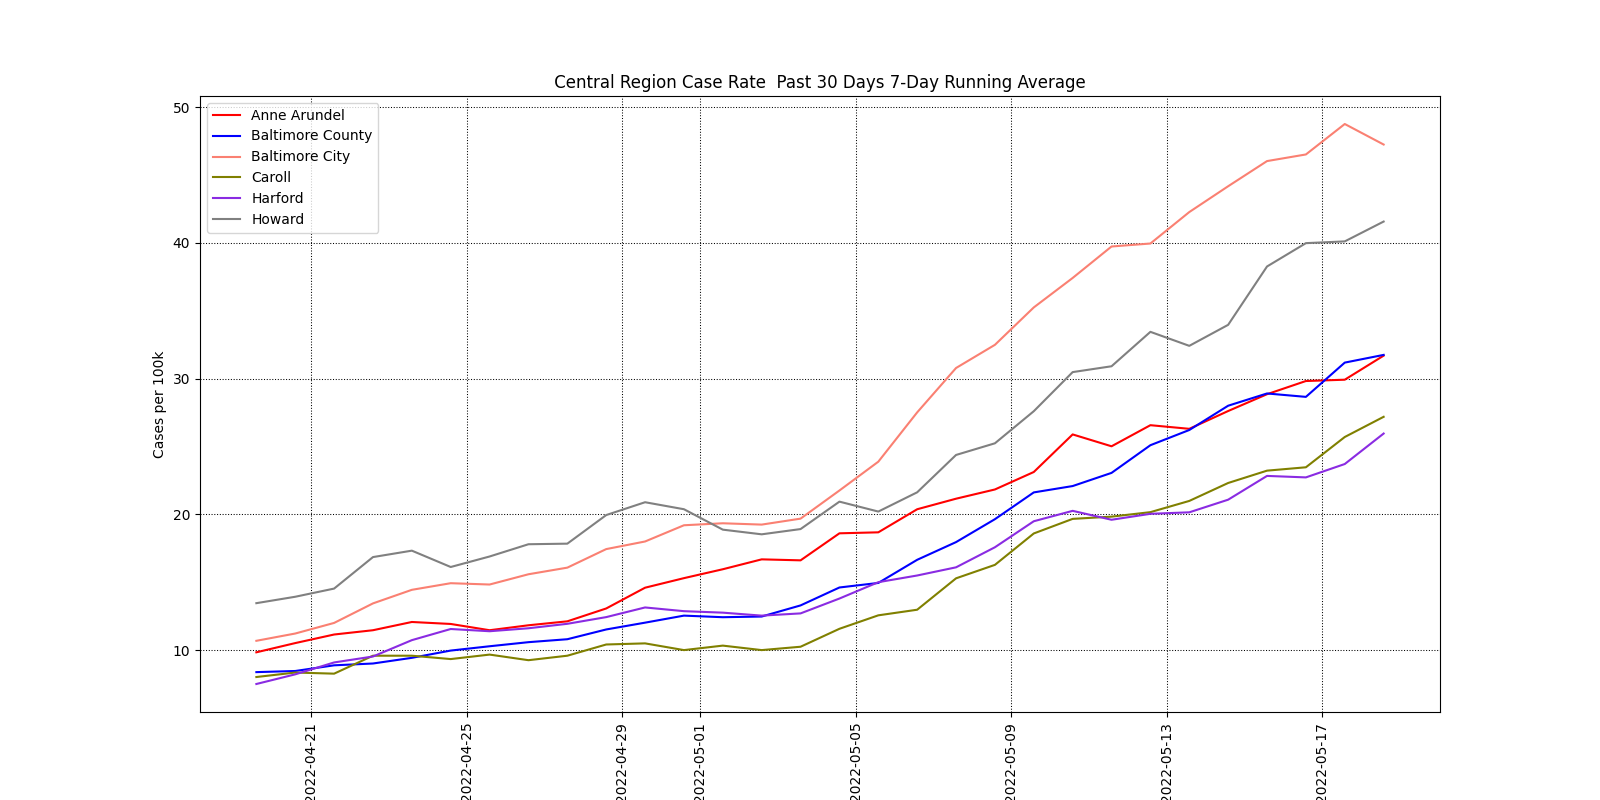 Central Region Case Rate  Past 30 Days 7-Day Running Average
Anne Arundel
Baltimore County
Baltimore City
Caroll
Harford
Howard
Cases per 100k
50
40
30
20
10
2022-04-21
2022-04-25
2022-04-29
2022-05-01
2022-05-05
2022-05-09
2022-05-13
2022-05-17